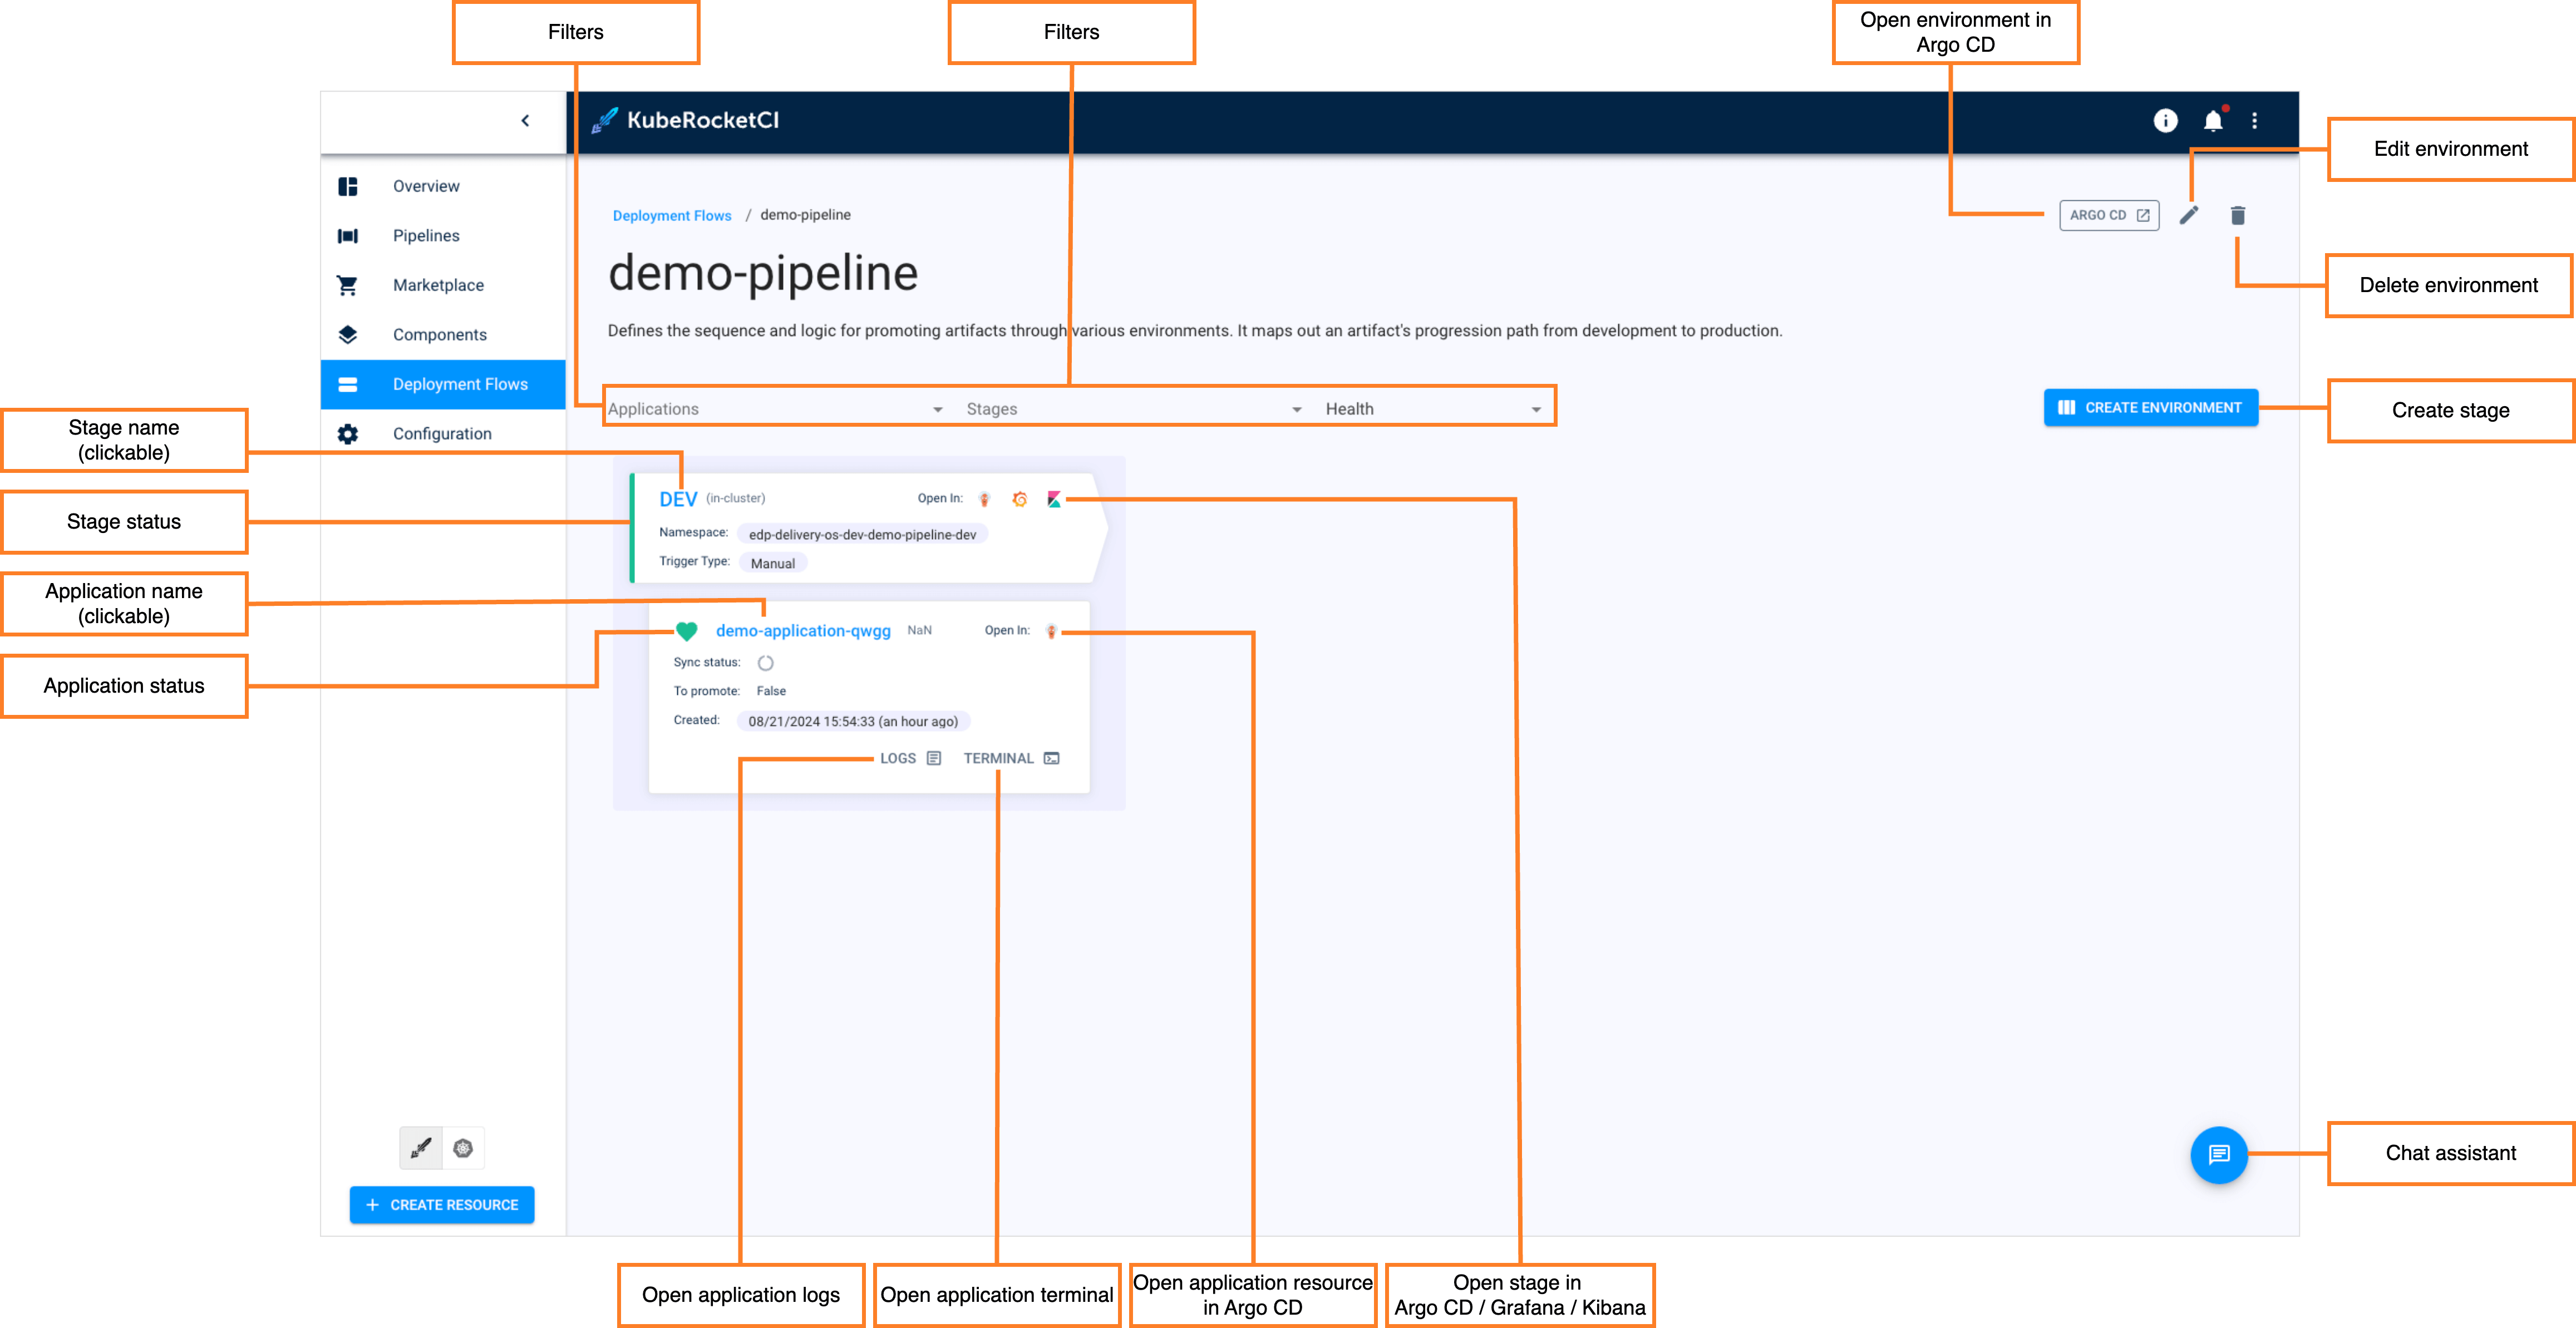 Filters
Filters
Open environment in
Argo CD
KubeRocketCI
Edit environment
Overview
Pipelines
Marketplace
Components
Deployment Flows
Configuration
Deployment Flows / demo-pipeline
ARGO CD
demo-pipeline
Delete environment
Defines the sequence and logic for promoting artifacts through various environments. It maps out an artifact's progression path from development to production.
Applications
Stages
Health
CREATE ENVIRONMENT
Create stage
Stage name
(clickable)
Stage status
Application name
(clickable)
Application status
DEV (in-cluster)
Open In:
Namespace: edp-delivery-os-dev-demo-pipeline-dev
Trigger Type: Manual
demo-application-qwgg NaN
Open In:
Sync status:
To promote: False
Created: 08/21/2024 15:54:33 (an hour ago)
LOGS
TERMINAL
Chat assistant
CREATE RESOURCE
Open application logs
Open application terminal
Open application resource
in Argo CD
Open stage in
Argo CD / Grafana / Kibana